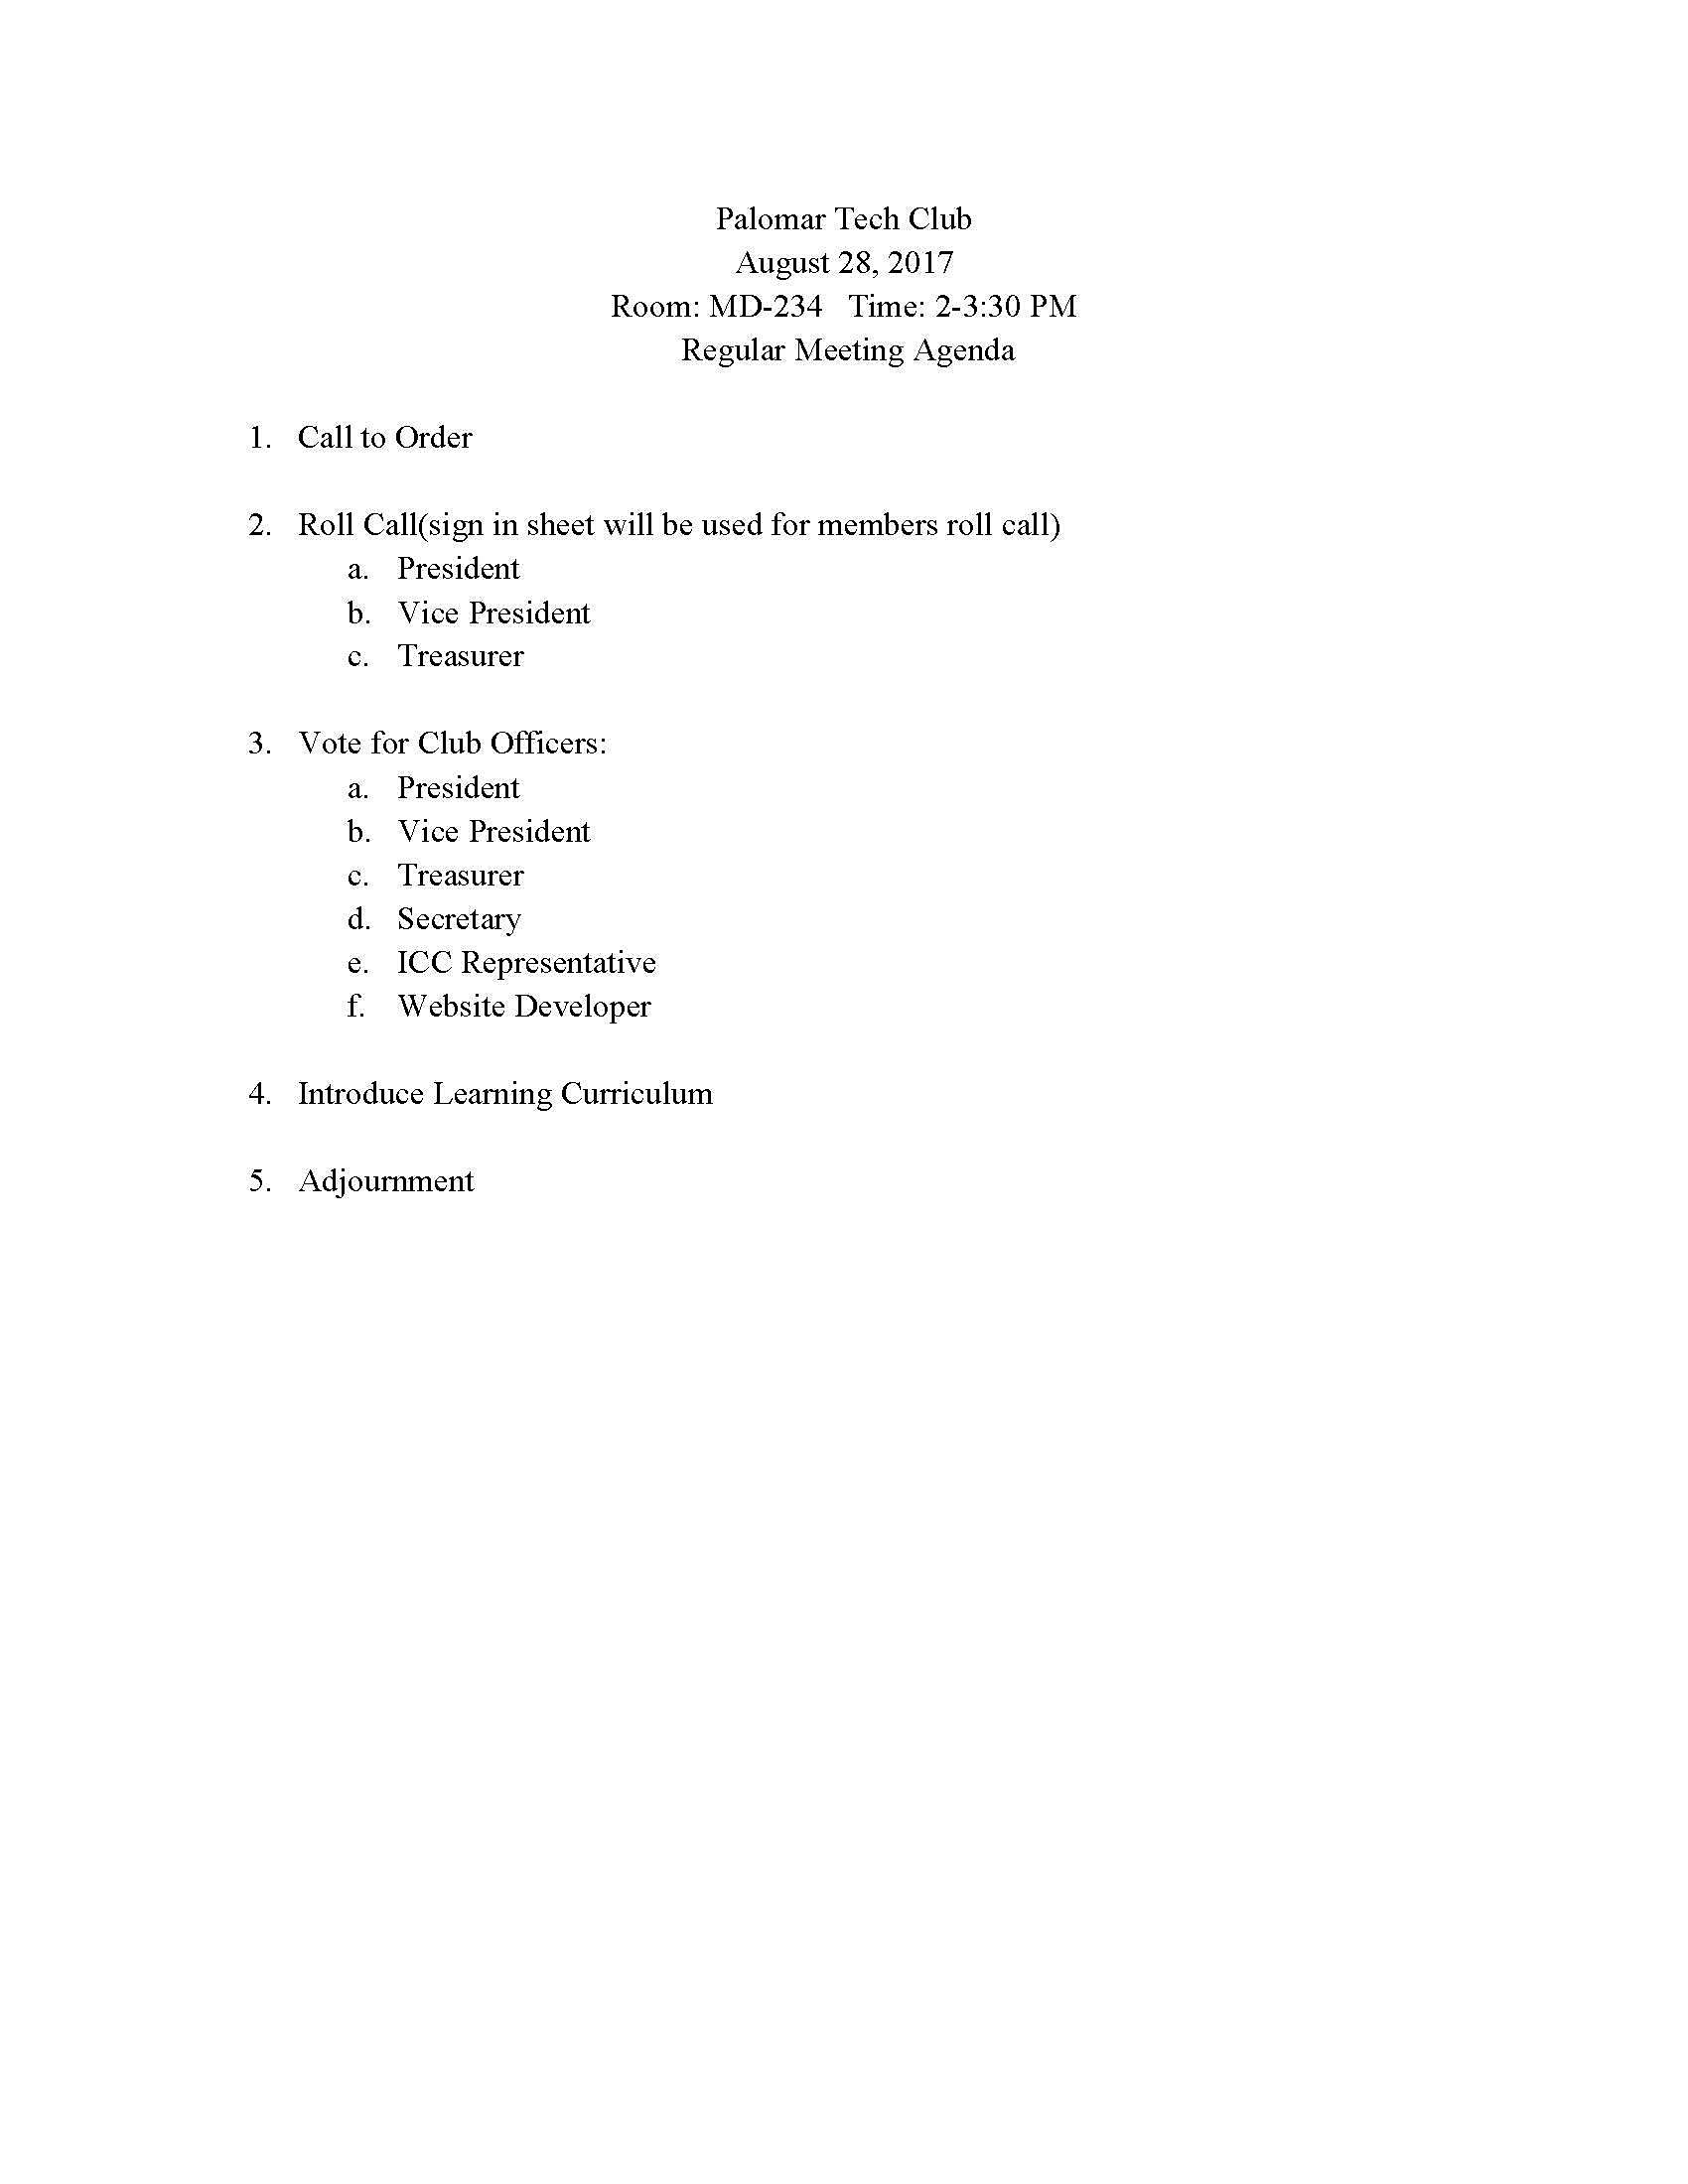 Palomar Tech Club
August 28, 2017
Room: MD-234   Time: 2-3:30 PM
Regular Meeting Agenda
1. Call to Order
2. Roll Call(sign in sheet will be used for members roll call)
a. President
b. Vice President
c. Treasurer
3. Vote for Club Officers:
a. President
b. Vice President
c. Treasurer
d. Secretary
e. ICC Representative
f. Website Developer
4. Introduce Learning Curriculum
5. Adjournment